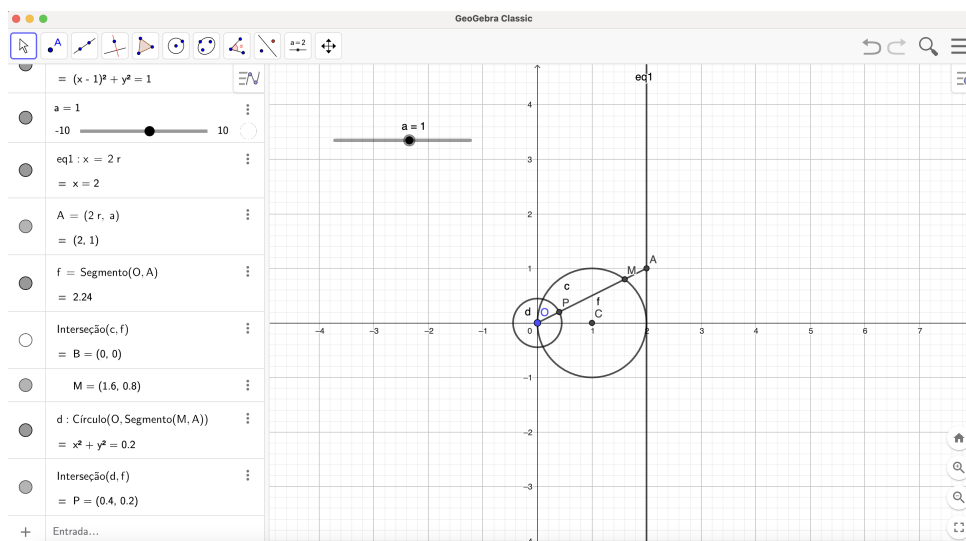 GeoGebra Classic
A
a=2
= (x - 1)² + y² = 1
a = 1
-10
10
eq1 : x = 2 r
= x = 2
A = (2 r, a)
= (2, 1)
f = Segmento(O, A)
= 2.24
Interseção(c, f)
= B = (0, 0)
M = (1.6, 0.8)
d : Círculo(O, Segmento(M, A))
= x² + y² = 0.2
Interseção(d, f)
= P = (0.4, 0.2)
+ Entrada...
eq1
4
a = 1
3
2
A
1
M
c
P
f
d
O
C
–4 –3 –2 –1 0 1 2 3 4 5 6 7
–1
–2
–3
–4